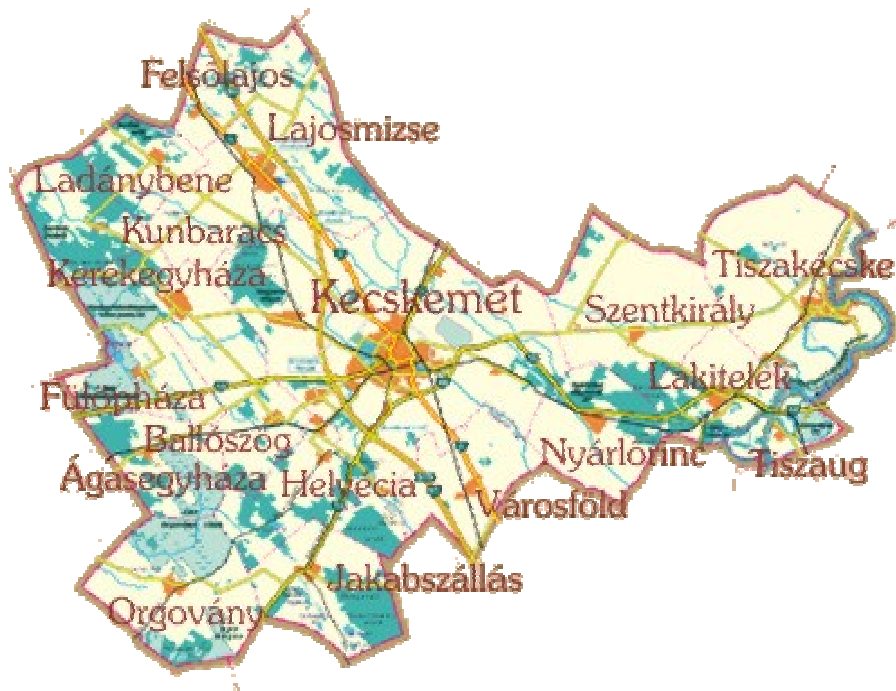 Felsőlajos
Lajosmizse
Ladánybene
Kunbaracs
Kerekegyháza
Tiszakécske
Kecskemét
Szentkirály
Lakitelek
Fülöpháza
Ballószög
Nyárlőrinc
Tiszaug
Ágasegyháza
Helvécia
Városföld
Jakabszállás
Orgovány